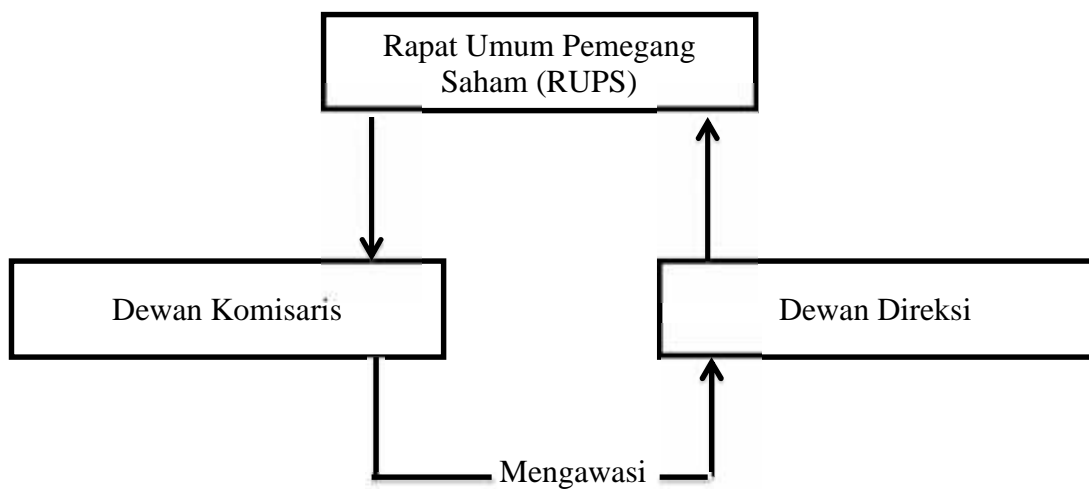 Rapat Umum Pemegang
Saham (RUPS)
Dewan Komisaris
Dewan Direksi
Mengawasi